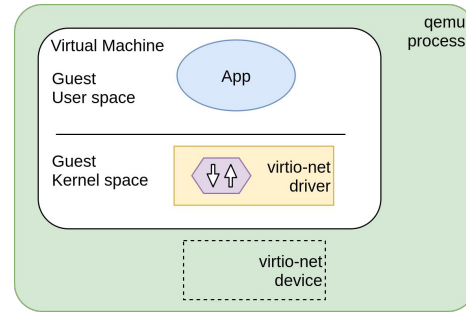 qemu
process
Virtual Machine
Guest
User space
App
Guest
Kernel space
virtio-net
driver
virtio-net
device